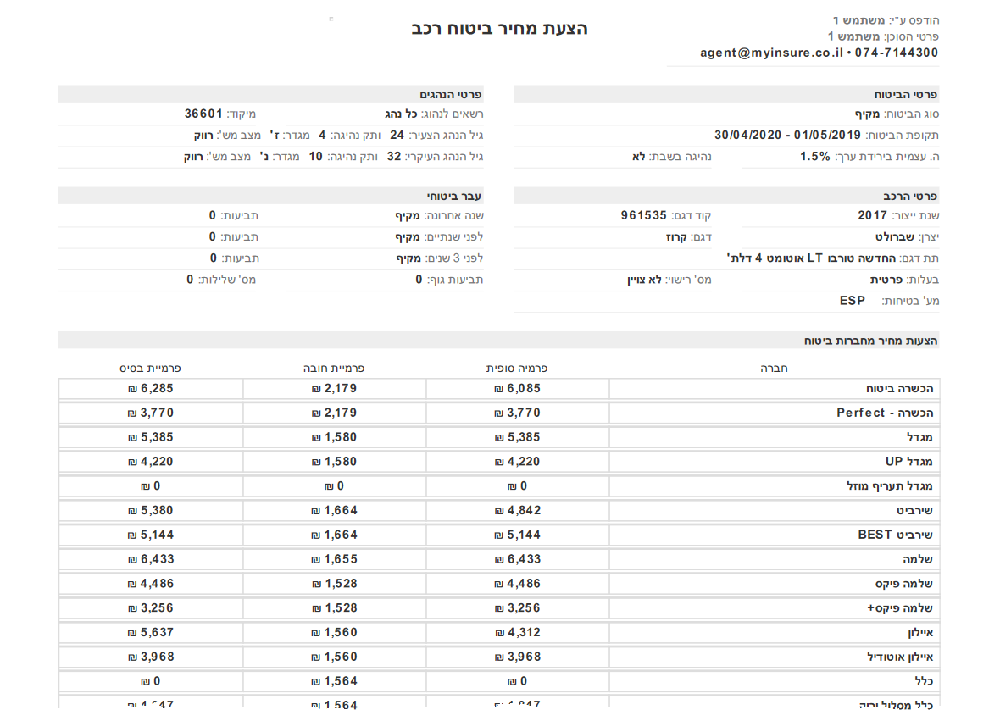 הודפס ע״י: משתמש 1
פרטי הסוכן: משתמש 1
agent@myinsure.co.il • 074-7144300
הצעת מחיר ביטוח רכב
פרטי הביטוח
סוג הביטוח: מקיף
תקופת הביטוח: 01/05/2019 - 30/04/2020
ה. עצמית בירידת ערך: 1.5% נהיגה בשבת: לא
פרטי הנהגים
רשאים לנהוג: כל נהג מיקוד: 36601
גיל הנהג הצעיר: 24 ותק נהיגה: 4 מגדר: ז' מצב מש': רווק
גיל הנהג העיקרי: 32 ותק נהיגה: 10 מגדר: נ' מצב מש': רווק
פרטי הרכב
שנת ייצור: 2017 קוד דגם: 961535
יצרן: שברולט דגם: קרוז
תת דגם: החדשה טורבו LT אוטומט 4 דלת'
בעלות: פרטית מס' רישוי: לא צויין
מע' בטיחות: ESP
עבר ביטוחי
שנה אחרונה: מקיף תביעות: 0
לפני שנתיים: מקיף תביעות: 0
לפני 3 שנים: מקיף תביעות: 0
תביעות גוף: 0 מס' שלילות: 0
הצעות מחיר מחברות ביטוח
חברה פרמיה סופית פרמיית חובה פרמיית בסיס
הכשרה ביטוח 6,085 ₪ 2,179 ₪ 6,285 ₪
הכשרה - Perfect 3,770 ₪ 2,179 ₪ 3,770 ₪
מגדל 5,385 ₪ 1,580 ₪ 5,385 ₪
מגדל UP 4,220 ₪ 1,580 ₪ 4,220 ₪
מגדל תעריף מוזל 0 ₪ 0 ₪ 0 ₪
שירביט 4,842 ₪ 1,664 ₪ 5,380 ₪
שירביט BEST 5,144 ₪ 1,664 ₪ 5,144 ₪
שלמה 6,433 ₪ 1,655 ₪ 6,433 ₪
שלמה פיקס 4,486 ₪ 1,528 ₪ 4,486 ₪
שלמה פיקס+ 3,256 ₪ 1,528 ₪ 3,256 ₪
איילון 4,312 ₪ 1,560 ₪ 5,637 ₪
איילון אוטודיל 3,968 ₪ 1,560 ₪ 3,968 ₪
כלל 0 ₪ 1,564 ₪ 0 ₪
כלל מסלול 1,564 ₪